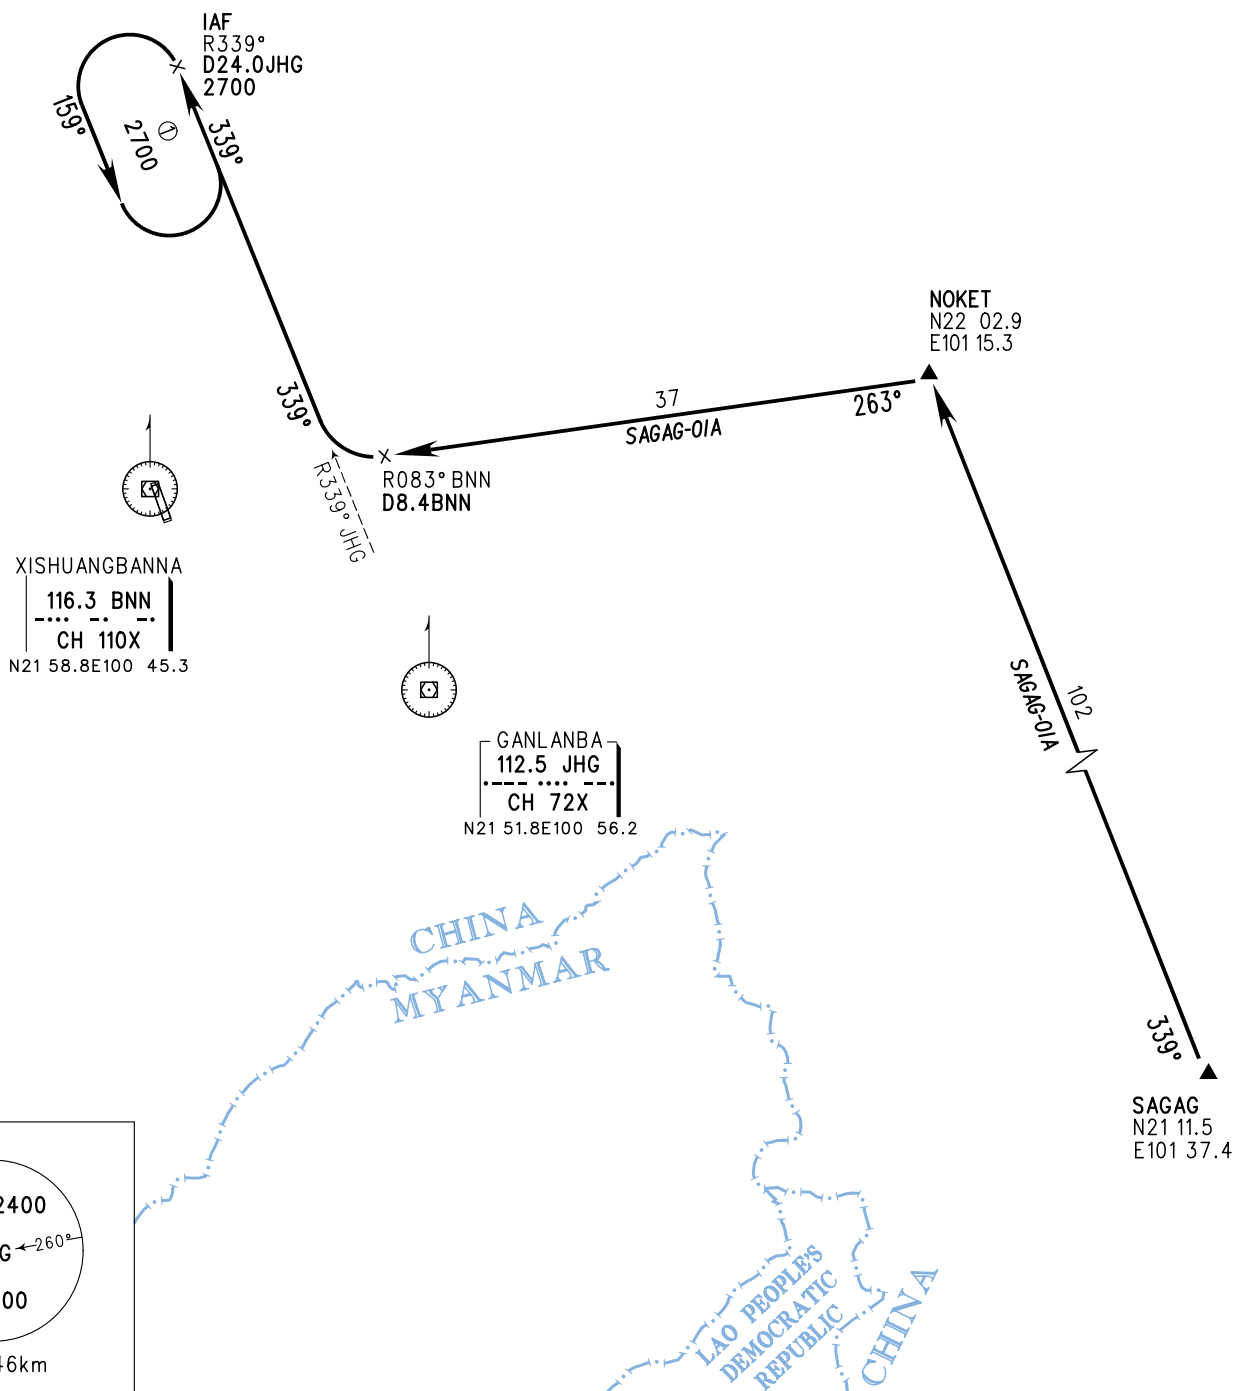 IAF
R339°
D24.0JHG
2700
159°
2700
1
339°
NOKET
N22 02.9
E101 15.3
37
263°
SAGAG-01A
339°
R083° BNN
D8.4BNN
R339° JHG
XISHUANGBANNA
116.3 BNN
CH 110X
N21 58.8E100 45.3
SAGAG-01A
102
GANLANBA
112.5 JHG
CH 72X
N21 51.8E100 56.2
CHINA
MYANMAR
339°
SAGAG
N21 11.5
E101 37.4
2400
G
260°
00
46km
LAO PEOPLE'S
DEMOCRATIC
REPUBLIC
CHINA